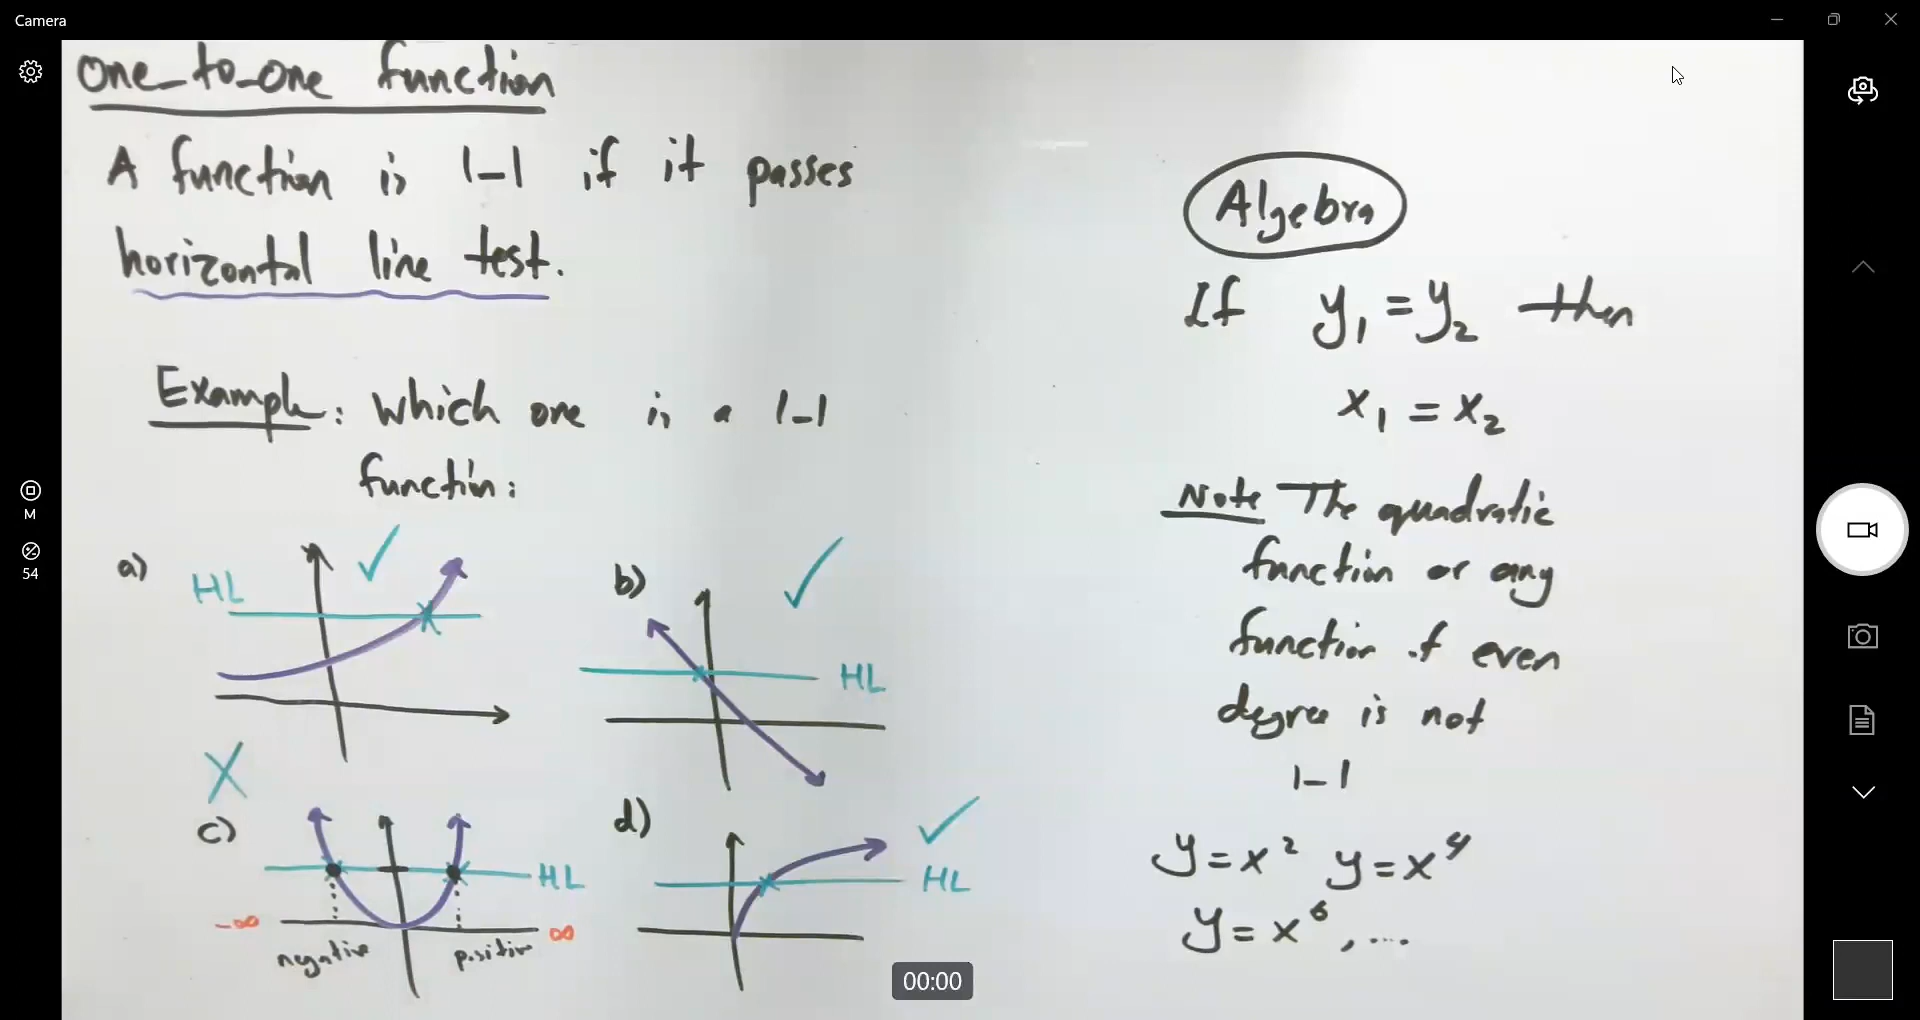 Camera
One-to-one function
A function is 1-1 if it passes
horizontal line test.
Example: Which one is a 1-1
function:
a)
HL
b)
HL
c)
HL
-∞
∞
negative
positive
d)
HL
Algebra
If y₁ = y₂ then
x₁ = x₂
Note The quadratic
function or any
function of even
degree is not
1-1
y = x² y = x⁴
y = x⁶, ...
M
54
00:00